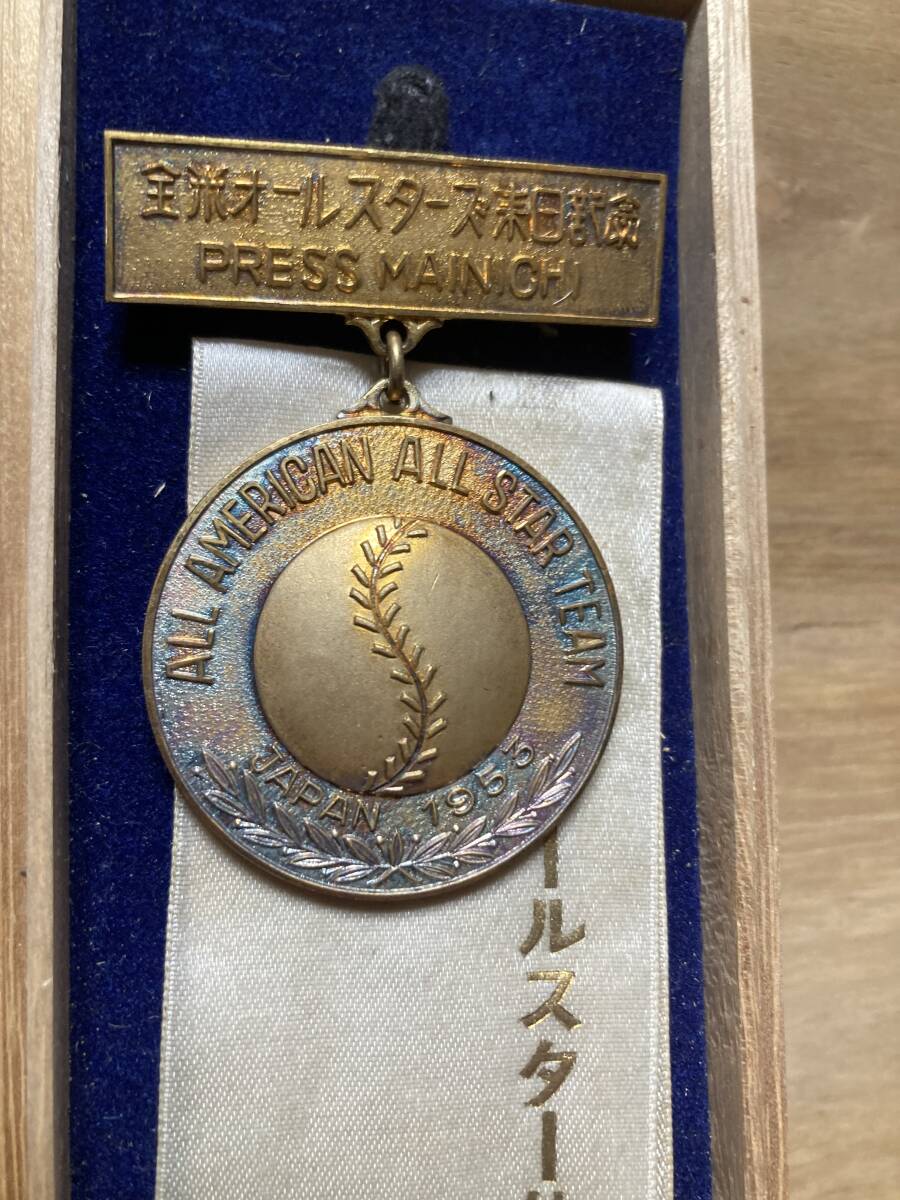 全米オールスターズ来日記念
PRESS MAINICHI
ALL AMERICAN ALL STAR TEAM
JAPAN 1953
ールスター